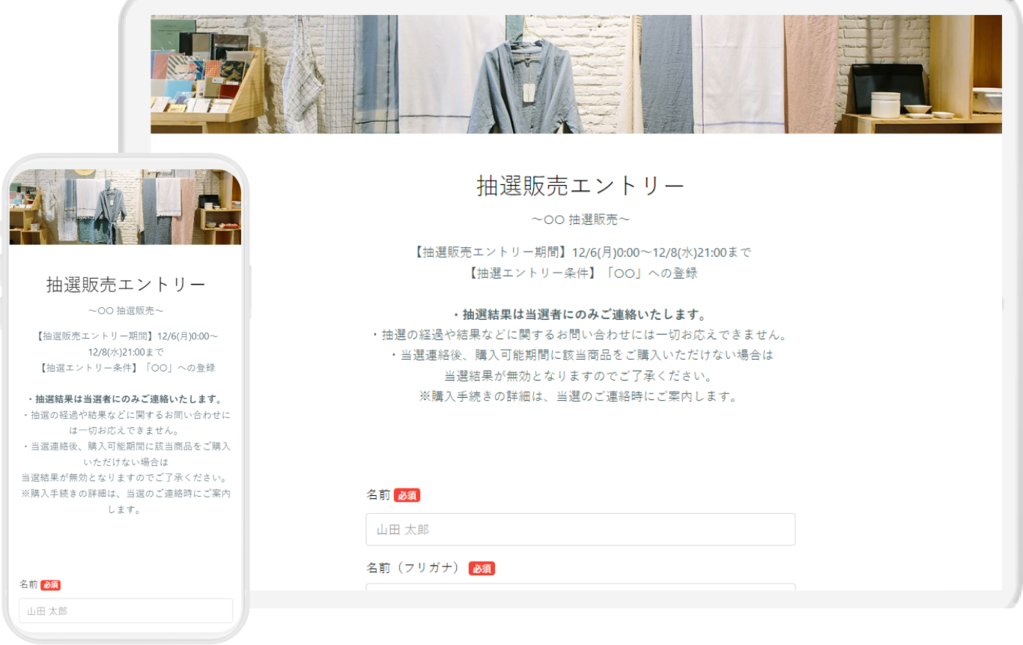 抽選販売エントリー
〜〇〇 抽選販売〜
【抽選販売エントリー期間】12/6(月)0:00〜12/8(水)21:00まで
【抽選エントリー条件】「〇〇」への登録
・抽選結果は当選者にのみご連絡いたします。
・抽選の経過や結果などに関するお問い合わせには一切お応えできません。
・当選連絡後、購入可能期間に該当商品をご購入いただけない場合は
当選結果が無効となりますのでご了承ください。
※購入手続きの詳細は、当選のご連絡時にご案内します。
名前 必須
山田 太郎
名前（フリガナ） 必須
抽選販売エントリー
〜〇〇 抽選販売〜
【抽選販売エントリー期間】12/6(月)0:00〜
12/8(水)21:00まで
【抽選エントリー条件】「〇〇」への登録
・抽選結果は当選者にのみご連絡いたします。
・抽選の経過や結果などに関するお問い合わせに
は一切お応えできません。
・当選連絡後、購入可能期間に該当商品をご購入
いただけない場合は
当選結果が無効となりますのでご了承ください。
※購入手続きの詳細は、当選のご連絡時にご案内
します。
名前 必須
山田 太郎